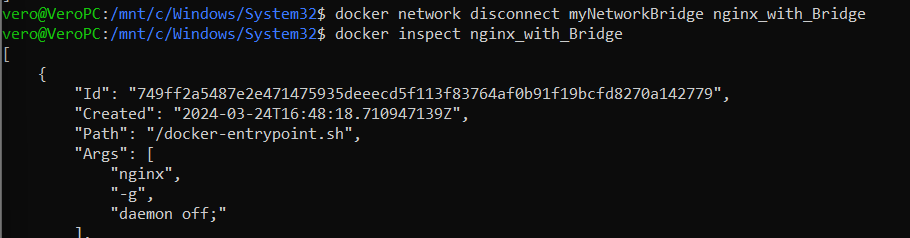 vero@VeroPC:/mnt/c/Windows/System32$ docker network disconnect myNetworkBridge nginx_with_Bridge
vero@VeroPC:/mnt/c/Windows/System32$ docker inspect nginx_with_Bridge
[
    {
        "Id": "749ff2a5487e2e471475935deeecd5f113f83764af0b91f19bcfd8270a142779",
        "Created": "2024-03-24T16:48:18.710947139Z",
        "Path": "/docker-entrypoint.sh",
        "Args": [
            "nginx",
            "-g",
            "daemon off;"
        ],